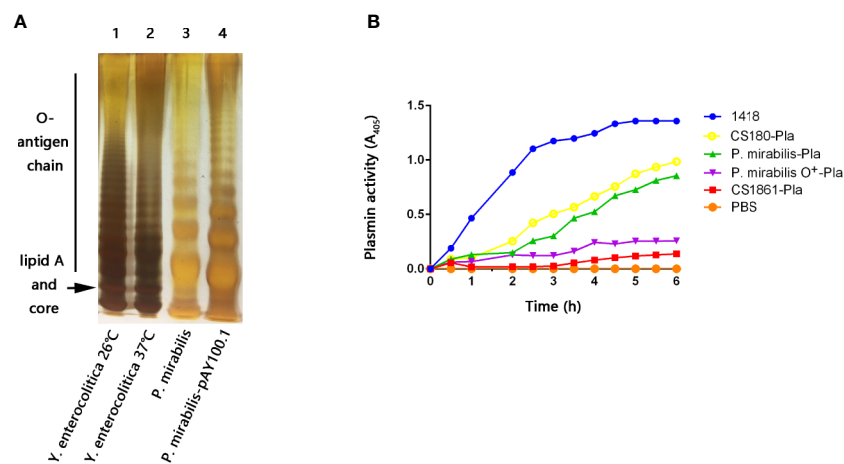 A
1 2 3 4
O-
antigen
chain
lipid A
and
core
Y. enterocolitica 26℃
Y. enterocolitica 37℃
P. mirabilis
P. mirabilis-pAY100.1
B
Plasmin activity (A405)
1.5
1.0
0.5
0.0
0 1 2 3 4 5 6
Time (h)
1418
CS180-Pla
P. mirabilis-Pla
P. mirabilis O⁺-Pla
CS1861-Pla
PBS